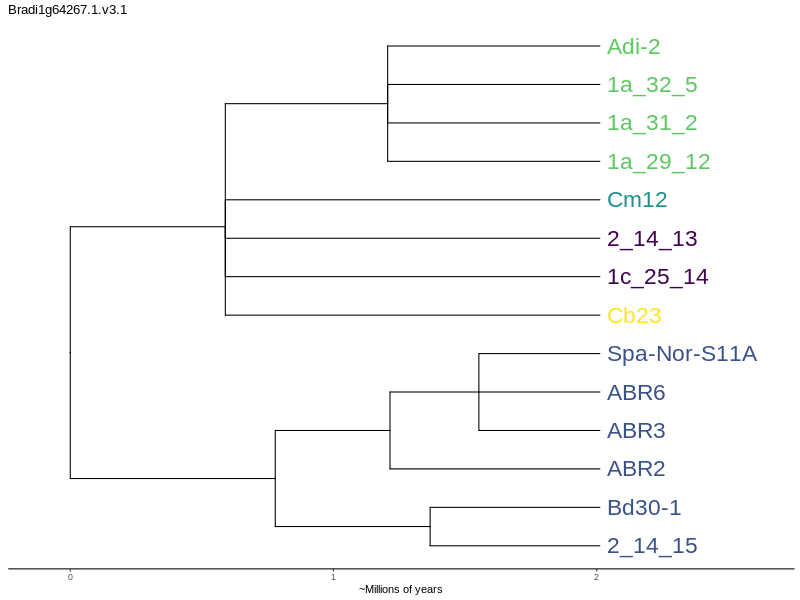 Bradi1g64267.1.v3.1
Adi-2
1a_32_5
1a_31_2
1a_29_12
Cm12
2_14_13
1c_25_14
Cb23
Spa-Nor-S11A
ABR6
ABR3
ABR2
Bd30-1
2_14_15
0 1 2
~Millions of years